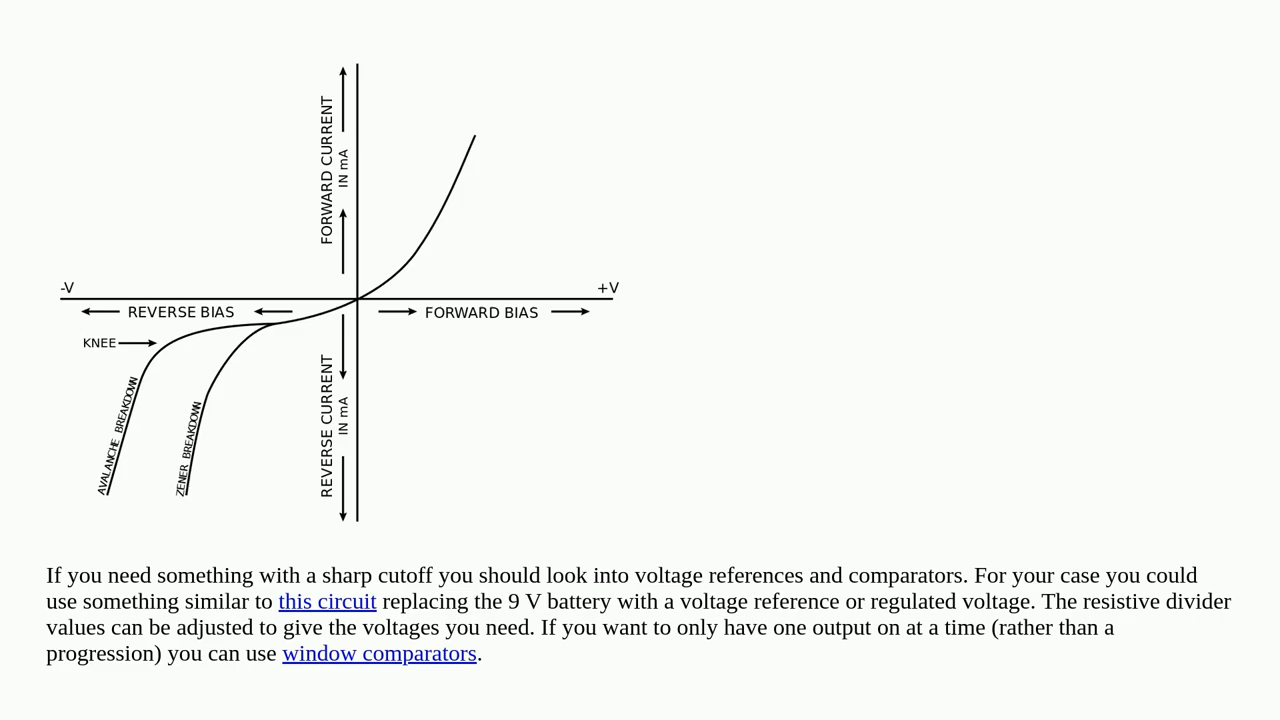 FORWARD CURRENT
IN mA
-V
+V
REVERSE BIAS
FORWARD BIAS
KNEE
AVALANCHE BREAKDOWN
ZENER BREAKDOWN
REVERSE CURRENT
IN mA
If you need something with a sharp cutoff you should look into voltage references and comparators. For your case you could
use something similar to this circuit replacing the 9 V battery with a voltage reference or regulated voltage. The resistive divider
values can be adjusted to give the voltages you need. If you want to only have one output on at a time (rather than a
progression) you can use window comparators.